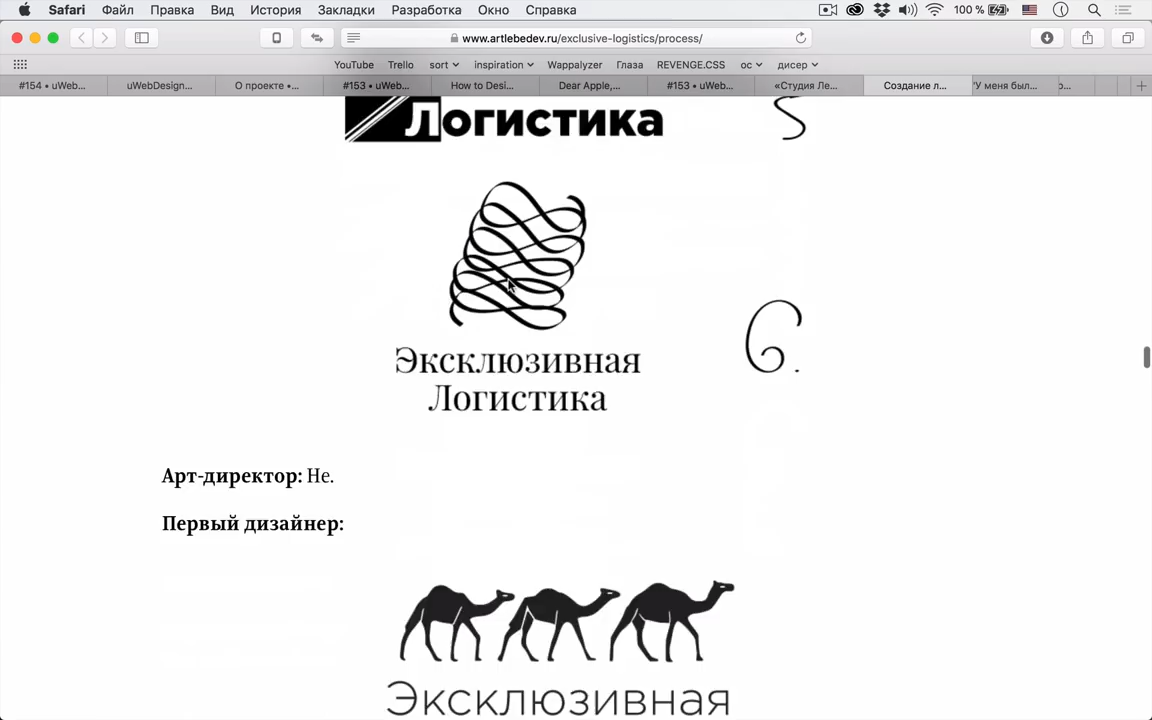 Safari Файл Правка Вид История Закладки Разработка Окно Справка 100 %
www.artlebedev.ru/exclusive-logistics/process/
YouTube Trello sort inspiration Wappalyzer Глаза REVENGE.CSS ос дисер
#154 • uWeb... uWebDesign... О проекте •... #153 • uWeb... How to Desi... Dear Apple,... #153 • uWeb... «Студия Ле... Создание л... "У меня был...
Логистика 5
Эксклюзивная
Логистика
6.
Арт-директор: Не.
Первый дизайнер:
Эксклюзивная